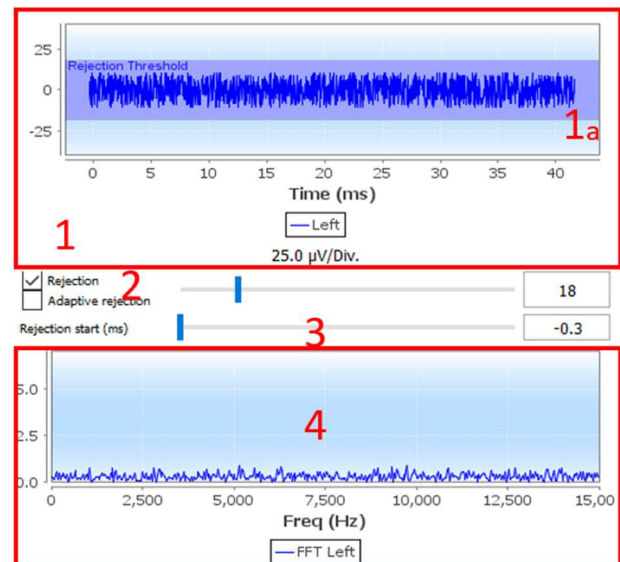 25
Rejection Threshold
0
-25
1a
0 5 10 15 20 25 30 35 40
Time (ms)
Left
1
25.0 µV/Div.
Rejection
2
18
Adaptive rejection
Rejection start (ms)
3
-0.3
5.0
2.5
4
0.0
0 2,500 5,000 7,500 10,000 12,500 15,00
Freq (Hz)
FFT Left